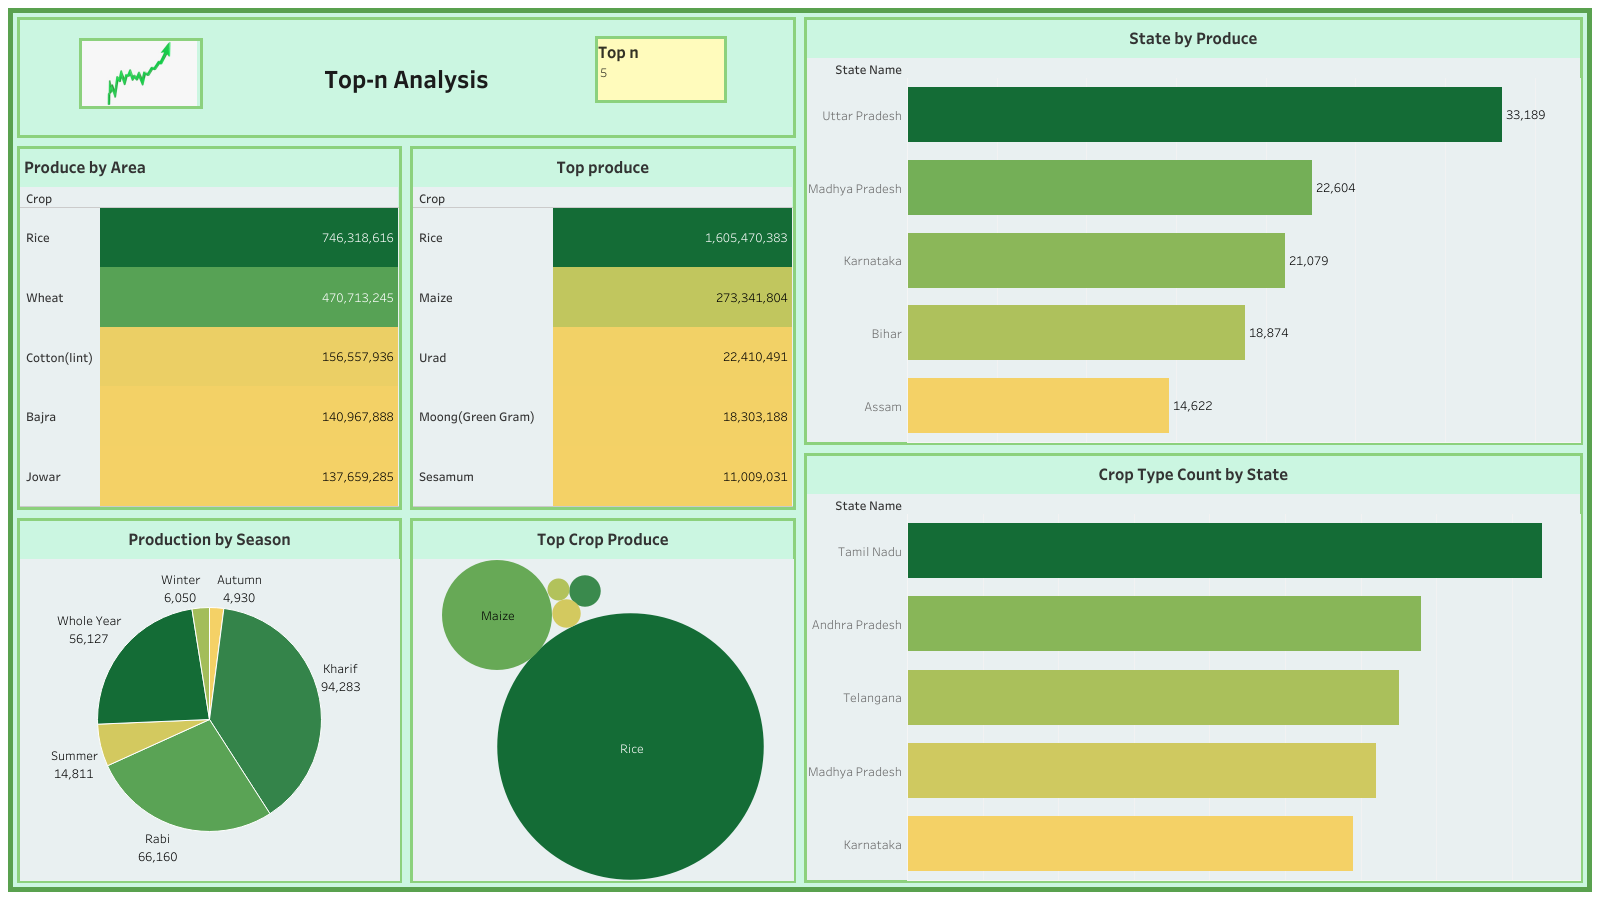 Top-n Analysis
Top n
5
Produce by Area
Crop
Rice 746,318,616
Wheat 470,713,245
Cotton(lint) 156,557,936
Bajra 140,967,888
Jowar 137,659,285
Top produce
Crop
Rice 1,605,470,383
Maize 273,341,804
Urad 22,410,491
Moong(Green Gram) 18,303,188
Sesamum 11,009,031
Production by Season
Winter
6,050
Autumn
4,930
Whole Year
56,127
Kharif
94,283
Summer
14,811
Rabi
66,160
Top Crop Produce
Maize
Rice
State by Produce
State Name
Uttar Pradesh 33,189
Madhya Pradesh 22,604
Karnataka 21,079
Bihar 18,874
Assam 14,622
Crop Type Count by State
State Name
Tamil Nadu
Andhra Pradesh
Telangana
Madhya Pradesh
Karnataka